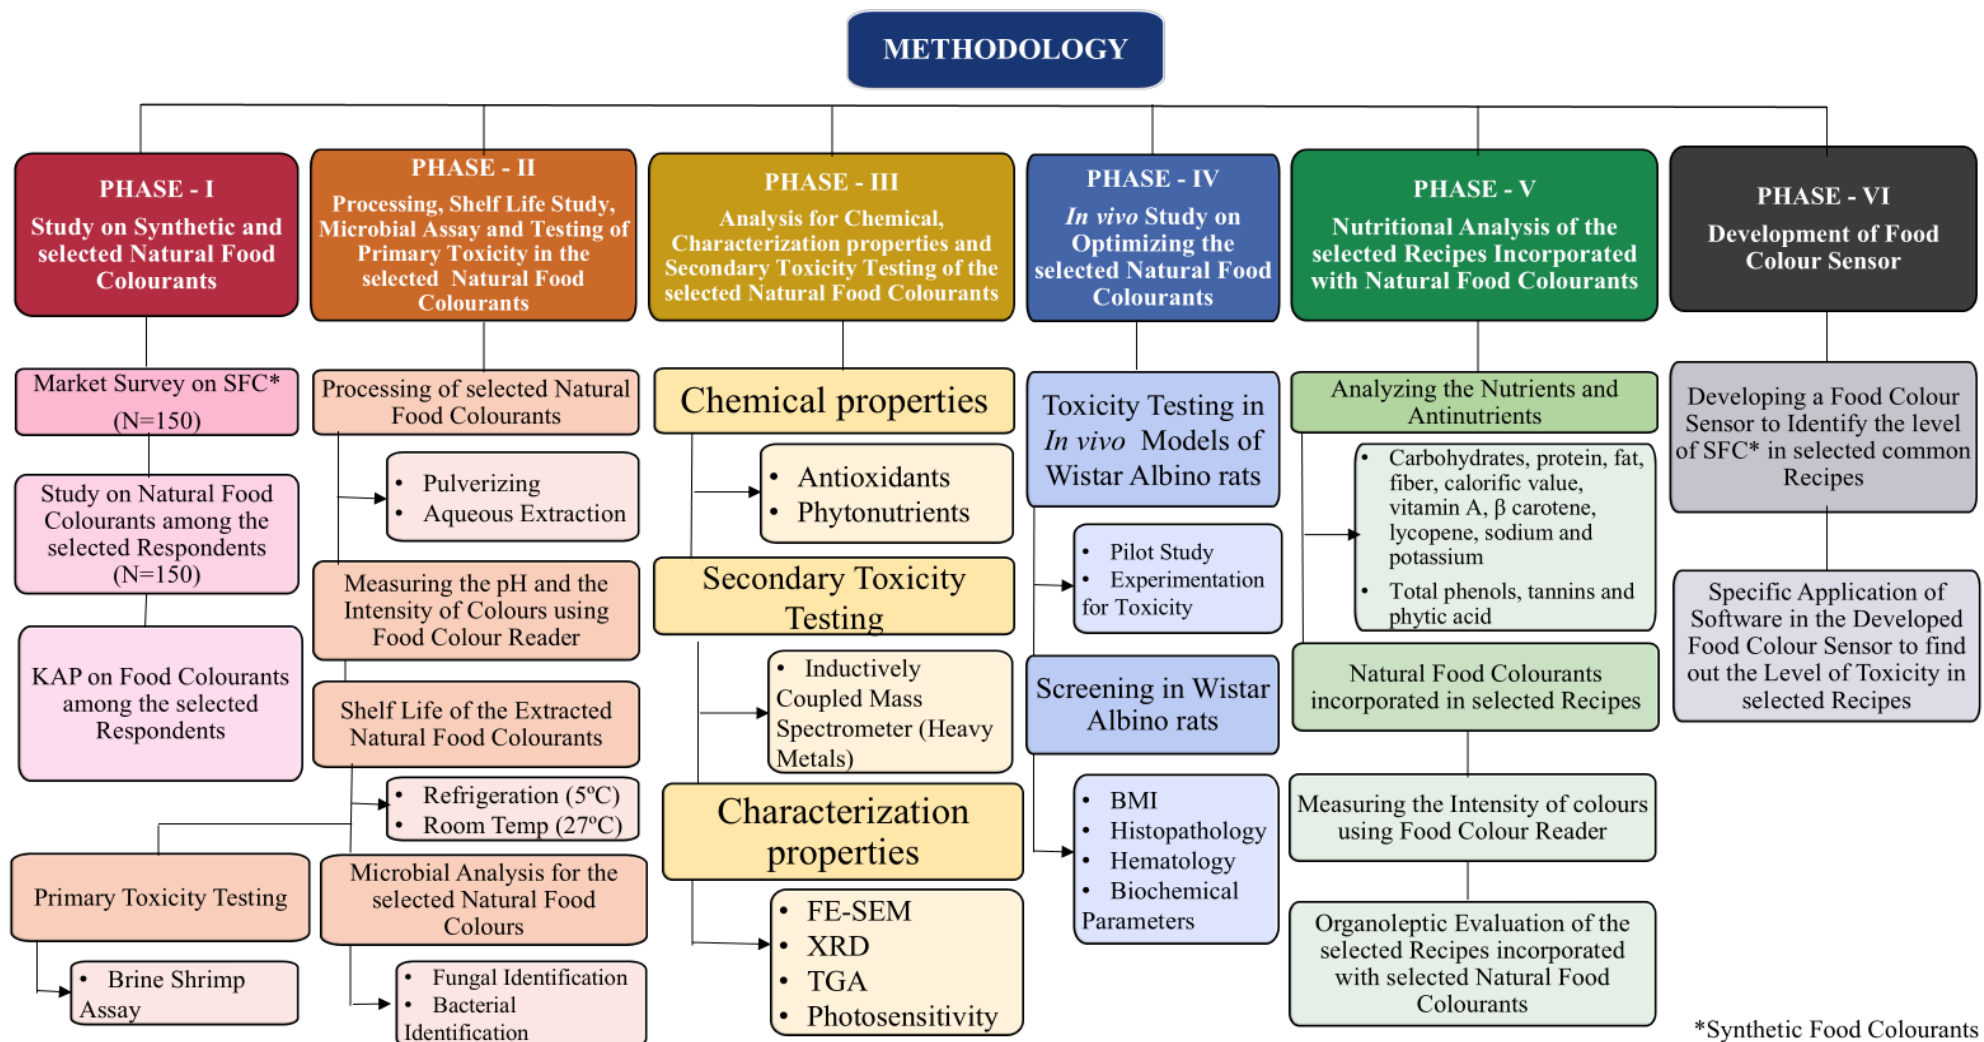 METHODOLOGY
PHASE - I
Study on Synthetic and
selected Natural Food
Colourants
Market Survey on SFC*
(N=150)
Study on Natural Food
Colourants among the
selected Respondents
(N=150)
KAP on Food Colourants
among the selected
Respondents
PHASE - II
Processing, Shelf Life Study,
Microbial Assay and Testing of
Primary Toxicity in the
selected Natural Food
Colourants
Processing of selected Natural
Food Colourants
• Pulverizing
• Aqueous Extraction
Measuring the pH and the
Intensity of Colours using
Food Colour Reader
Shelf Life of the Extracted
Natural Food Colourants
• Refrigeration (5ºC)
• Room Temp (27ºC)
Primary Toxicity Testing
• Brine Shrimp
Assay
Microbial Analysis for the
selected Natural Food
Colours
• Fungal Identification
• Bacterial
Identification
PHASE - III
Analysis for Chemical,
Characterization properties and
Secondary Toxicity Testing of the
selected Natural Food Colourants
Chemical properties
• Antioxidants
• Phytonutrients
Secondary Toxicity
Testing
• Inductively
Coupled Mass
Spectrometer (Heavy
Metals)
Characterization
properties
• FE-SEM
• XRD
• TGA
• Photosensitivity
PHASE - IV
In vivo Study on
Optimizing the
selected Natural Food
Colourants
Toxicity Testing in
In vivo Models of
Wistar Albino rats
• Pilot Study
• Experimentation
for Toxicity
Screening in Wistar
Albino rats
• BMI
• Histopathology
• Hematology
• Biochemical
Parameters
PHASE - V
Nutritional Analysis of the
selected Recipes Incorporated
with Natural Food Colourants
Analyzing the Nutrients and
Antinutrients
• Carbohydrates, protein, fat,
fiber, calorific value,
vitamin A, β carotene,
lycopene, sodium and
potassium
• Total phenols, tannins and
phytic acid
Natural Food Colourants
incorporated in selected Recipes
Measuring the Intensity of colours
using Food Colour Reader
Organoleptic Evaluation of the
selected Recipes incorporated
with selected Natural Food
Colourants
PHASE - VI
Development of Food
Colour Sensor
Developing a Food Colour
Sensor to Identify the level
of SFC* in selected common
Recipes
Specific Application of
Software in the Developed
Food Colour Sensor to find
out the Level of Toxicity in
selected Recipes
*Synthetic Food Colourants